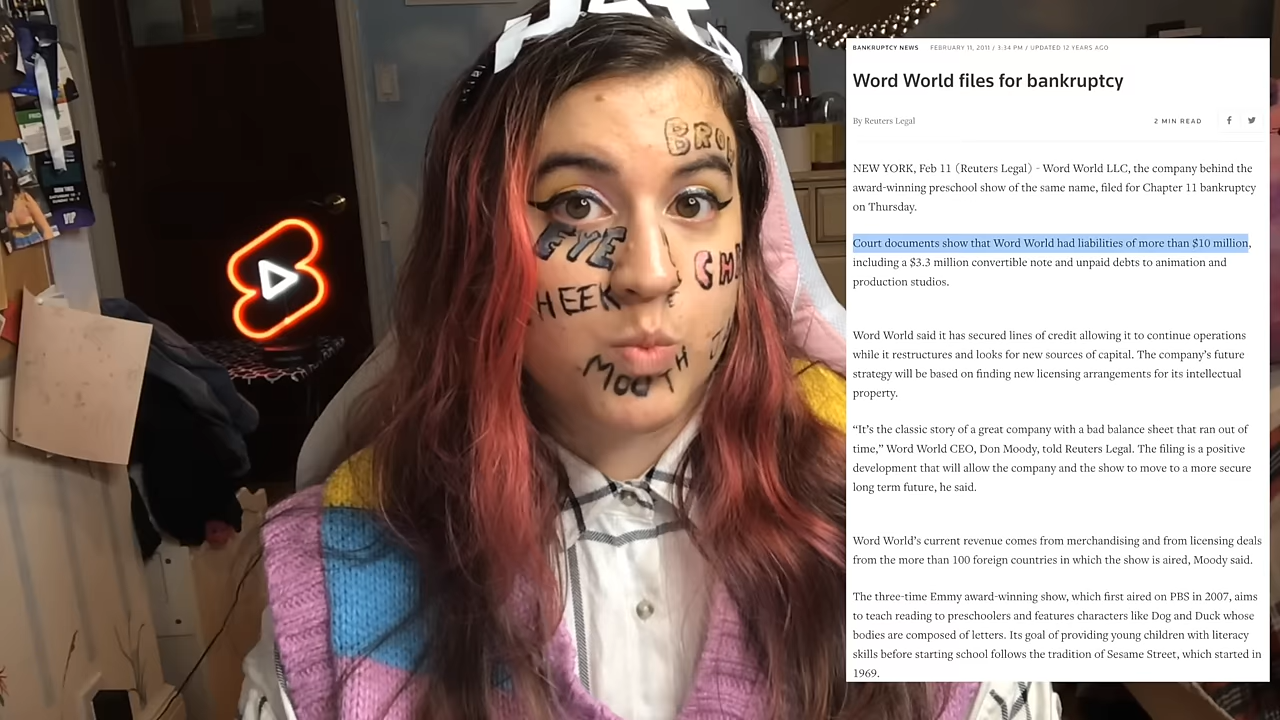 VIP
EYE
HEEK
MOUTH
BANKRUPTCY NEWS FEBRUARY 11, 2011 / 3:34 PM / UPDATED 12 YEARS AGO
Word World files for bankruptcy
By Reuters Legal
2 MIN READ
NEW YORK, Feb 11 (Reuters Legal) - Word World LLC, the company behind the
award-winning preschool show of the same name, filed for Chapter 11 bankruptcy
on Thursday.
Court documents show that Word World had liabilities of more than $10 million,
including a $3.3 million convertible note and unpaid debts to animation and
production studios.
Word World said it has secured lines of credit allowing it to continue operations
while it restructures and looks for new sources of capital. The company's future
strategy will be based on finding new licensing arrangements for its intellectual
property.
“It's the classic story of a great company with a bad balance sheet that ran out of
time,” Word World CEO, Don Moody, told Reuters Legal. The filing is a positive
development that will allow the company and the show to move to a more secure
long term future, he said.
Word World's current revenue comes from merchandising and from licensing deals
from the more than 100 foreign countries in which the show is aired, Moody said.
The three-time Emmy award-winning show, which first aired on PBS in 2007, aims
to teach reading to preschoolers and features characters like Dog and Duck whose
bodies are composed of letters. Its goal of providing young children with literacy
skills before starting school follows the tradition of Sesame Street, which started in
1969.